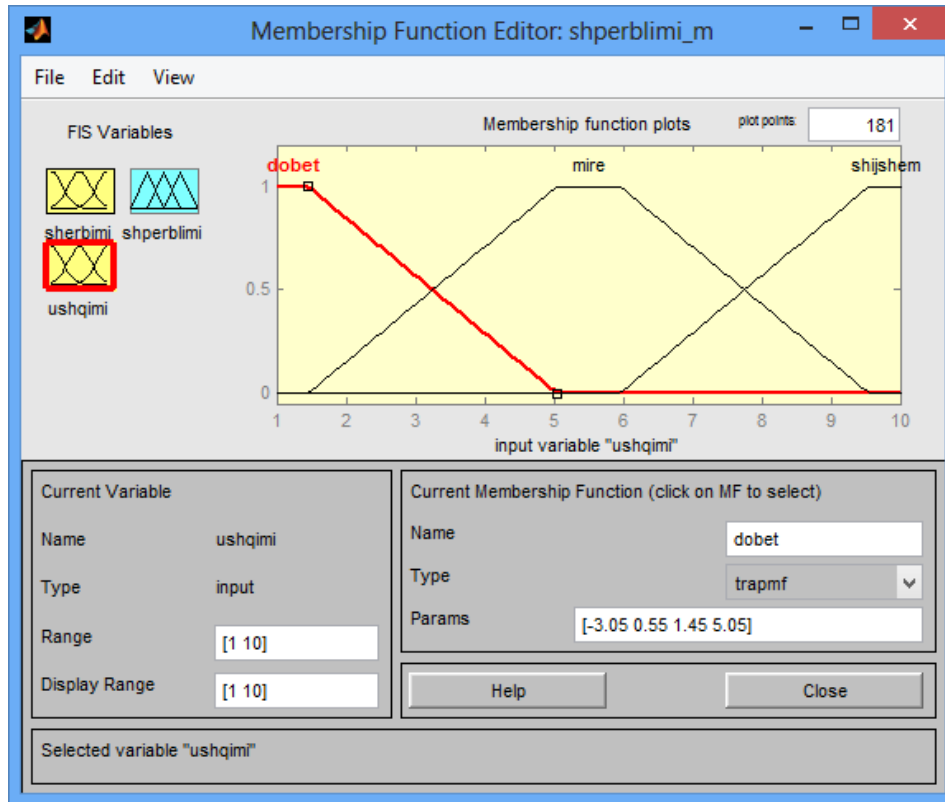 Membership Function Editor: shperblimi_m
File Edit View
FIS Variables
sherbimi shperblimi
ushqimi
Membership function plots plot points: 181
dobet mire shijshem
1
0.5
0
1 2 3 4 5 6 7 8 9 10
input variable "ushqimi"
Current Variable
Name ushqimi
Type input
Range [1 10]
Display Range [1 10]
Current Membership Function (click on MF to select)
Name dobet
Type trapmf
Params [-3.05 0.55 1.45 5.05]
Help Close
Selected variable "ushqimi"